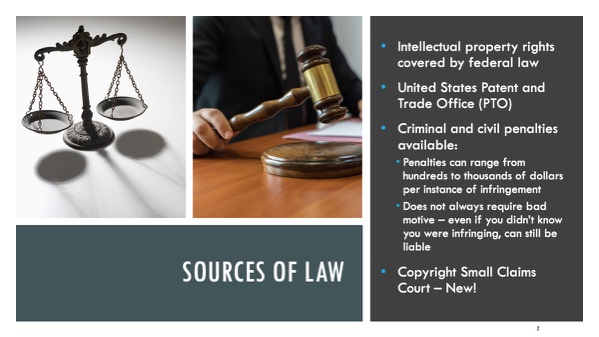 SOURCES OF LAW
• Intellectual property rights
covered by federal law
• United States Patent and
Trade Office (PTO)
• Criminal and civil penalties
available:
• Penalties can range from
hundreds to thousands of dollars
per instance of infringement
• Does not always require bad
motive – even if you didn't know
you were infringing, can still be
liable
• Copyright Small Claims
Court – New!